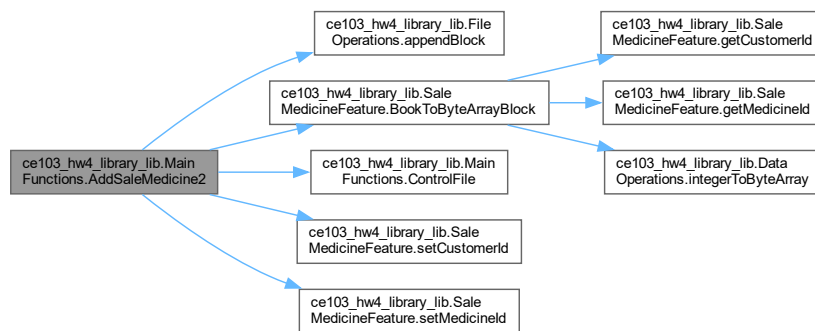 ce103_hw4_library_lib.Main
Functions.AddSaleMedicine2
ce103_hw4_library_lib.File
Operations.appendBlock
ce103_hw4_library_lib.Sale
MedicineFeature.BookToByteArrayBlock
ce103_hw4_library_lib.Main
Functions.ControlFile
ce103_hw4_library_lib.Sale
MedicineFeature.setCustomerId
ce103_hw4_library_lib.Sale
MedicineFeature.setMedicineId
ce103_hw4_library_lib.Sale
MedicineFeature.getCustomerId
ce103_hw4_library_lib.Sale
MedicineFeature.getMedicineId
ce103_hw4_library_lib.Data
Operations.integerToByteArray